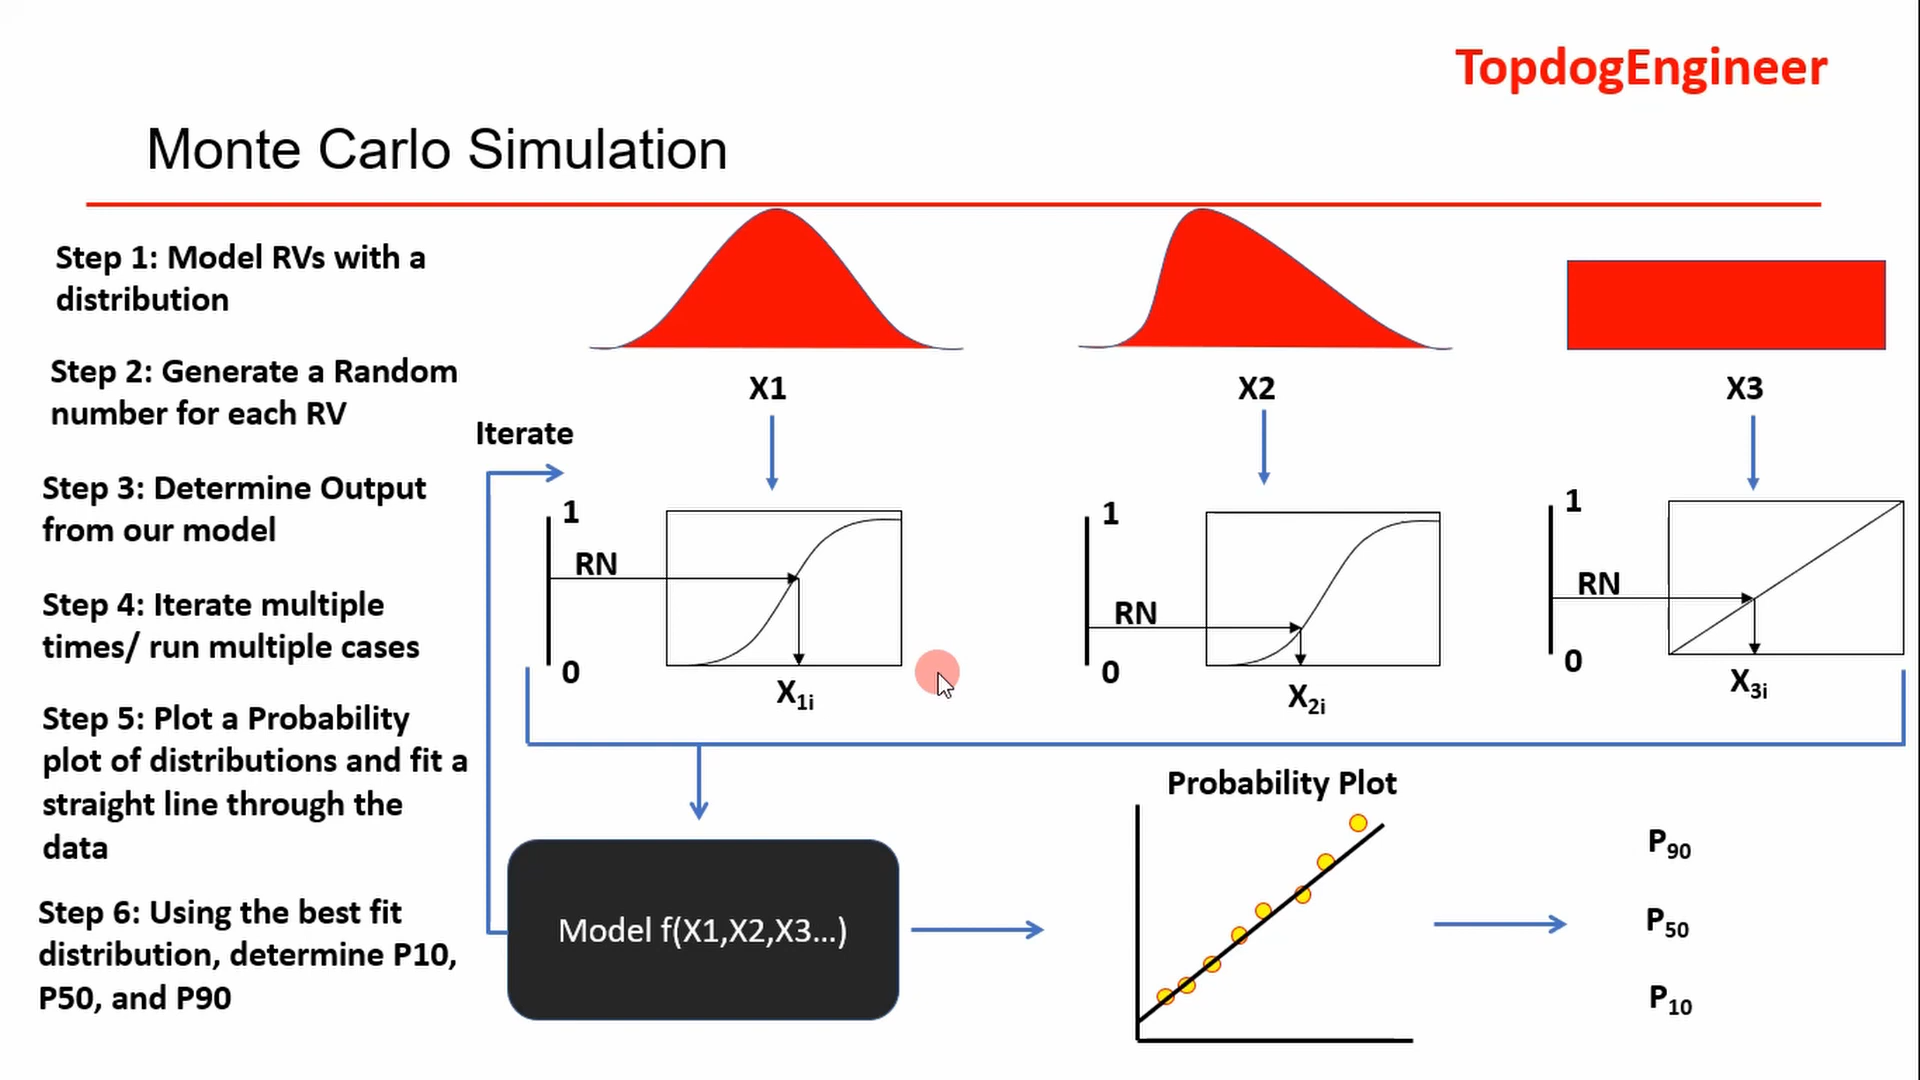 TopdogEngineer
Monte Carlo Simulation
Step 1: Model RVs with a
distribution
Step 2: Generate a Random
number for each RV
Step 3: Determine Output
from our model
Step 4: Iterate multiple
times/ run multiple cases
Step 5: Plot a Probability
plot of distributions and fit a
straight line through the
data
Step 6: Using the best fit
distribution, determine P10,
P50, and P90
X1
X2
X3
Iterate
1
RN
0
X1i
1
RN
0
X2i
1
RN
0
X3i
Model f(X1,X2,X3...)
Probability Plot
P90
P50
P10